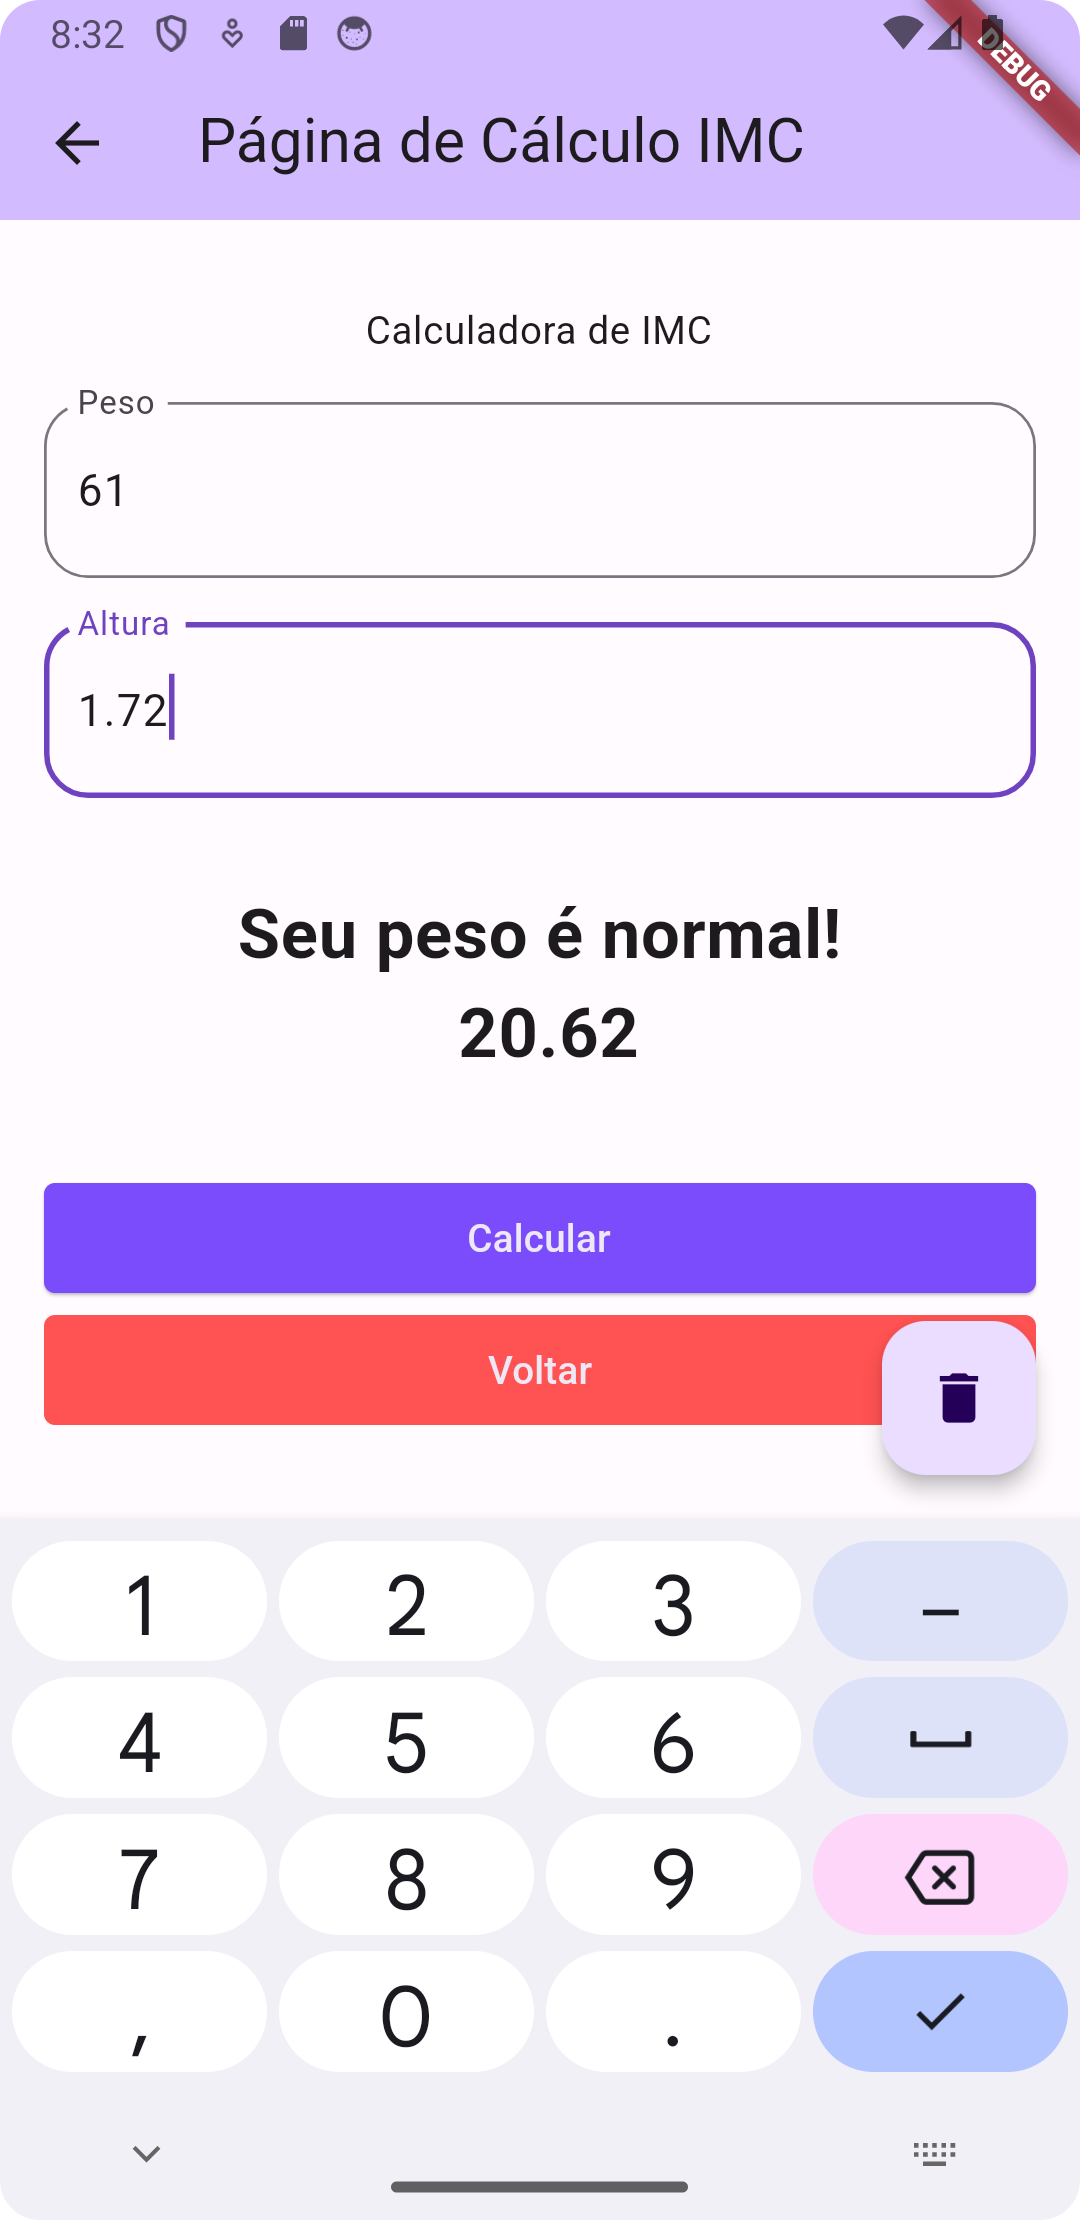 8:32
DEBUG
Página de Cálculo IMC
Calculadora de IMC
Peso
61
Altura
1.72
Seu peso é normal!
20.62
Calcular
Voltar
1 2 3 –
4 5 6
7 8 9
, 0 .